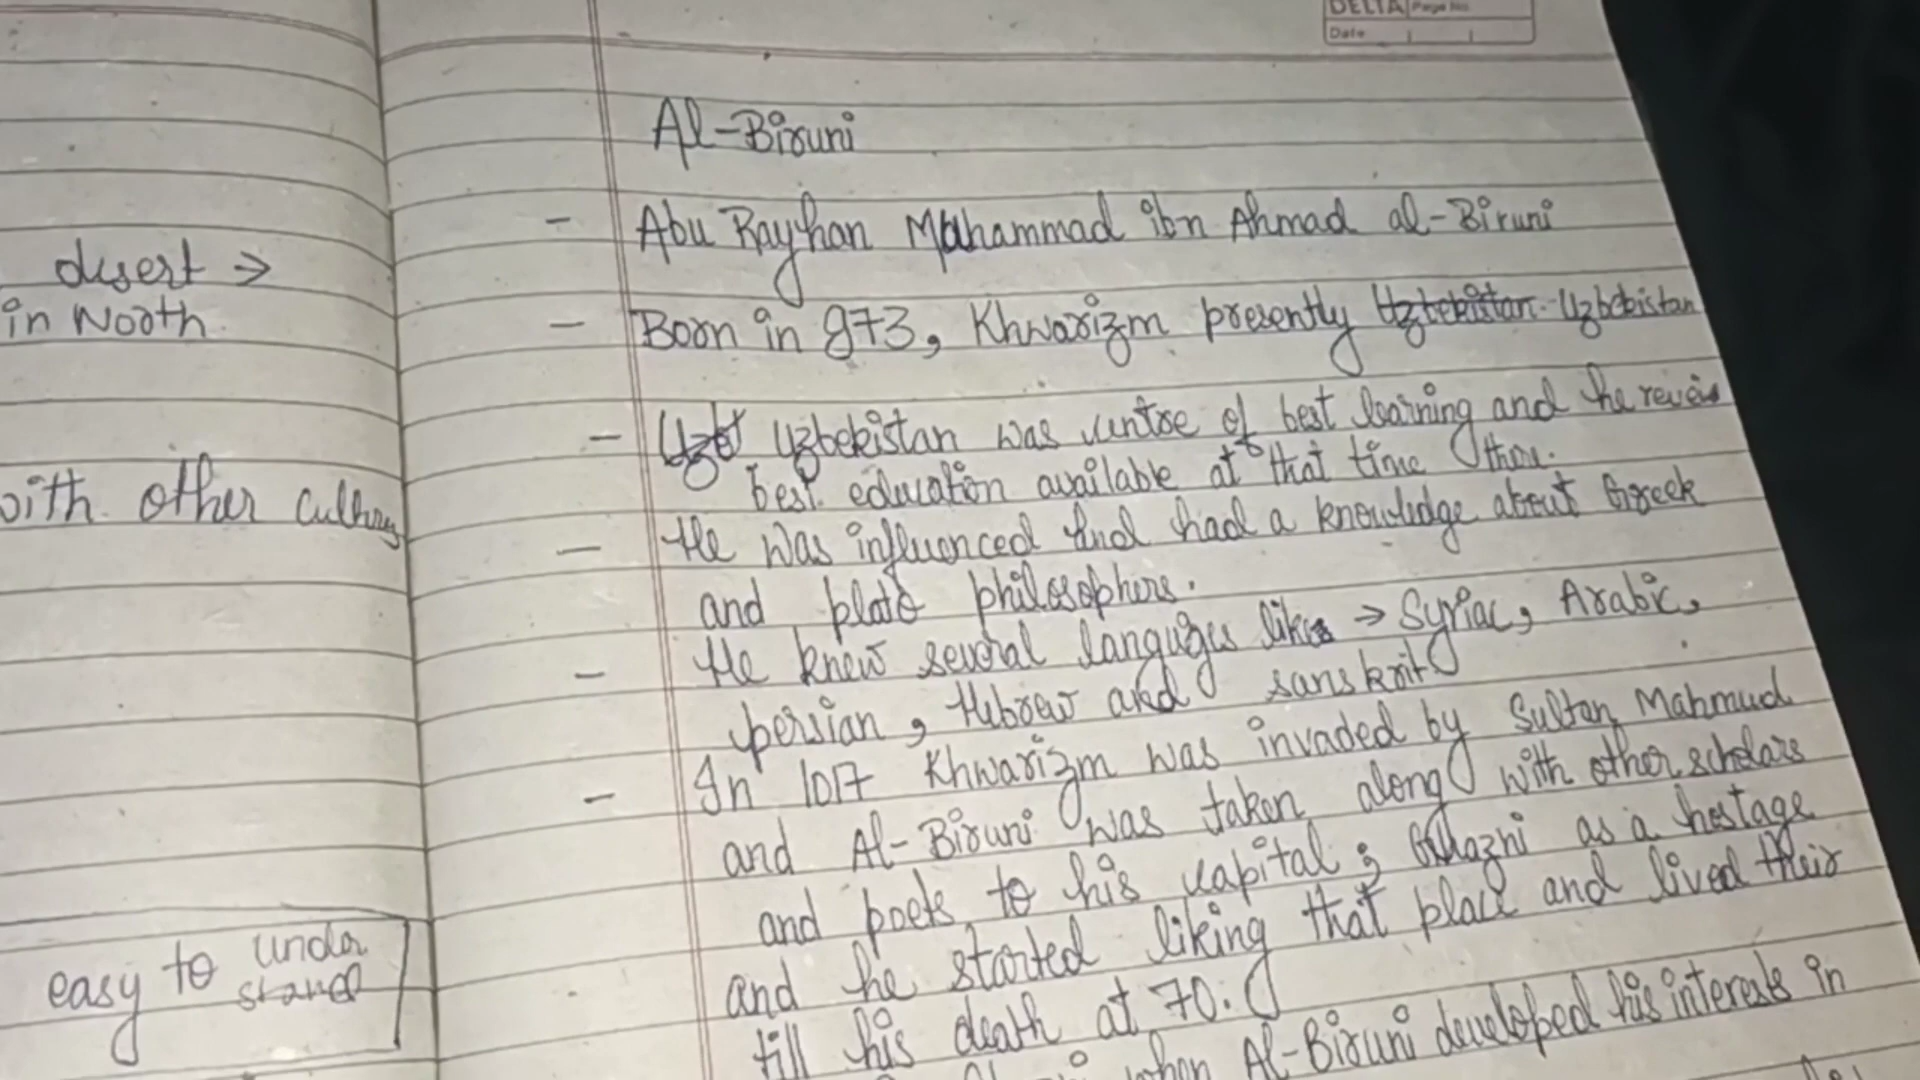 DELTA Page No.
Date
desert →
in North.
with other cultures
easy to under
stand
Al-Biruni
- Abu Rayhan Muhammad ibn Ahmad al-Biruni
- Born in 973, Khwarizm presently Uzbekistan Uzbekistan
- Uzb Uzbekistan was centre of best learning and he
best education available at that time there.
- He was influenced and had a knowledge about Greek
and plato philosophers.
- He knew several languages like → Syriac, Arabic,
persian, Hebrew and sanskrit
- In 1017 Khwarizm was invaded by Sultan Mahmud
and Al-Biruni was taken along with other scholars
and poets to his capital, Ghazni as a hostage
and he started liking that place and lived their
till his death at 70.
when Al-Biruni developed his interests in